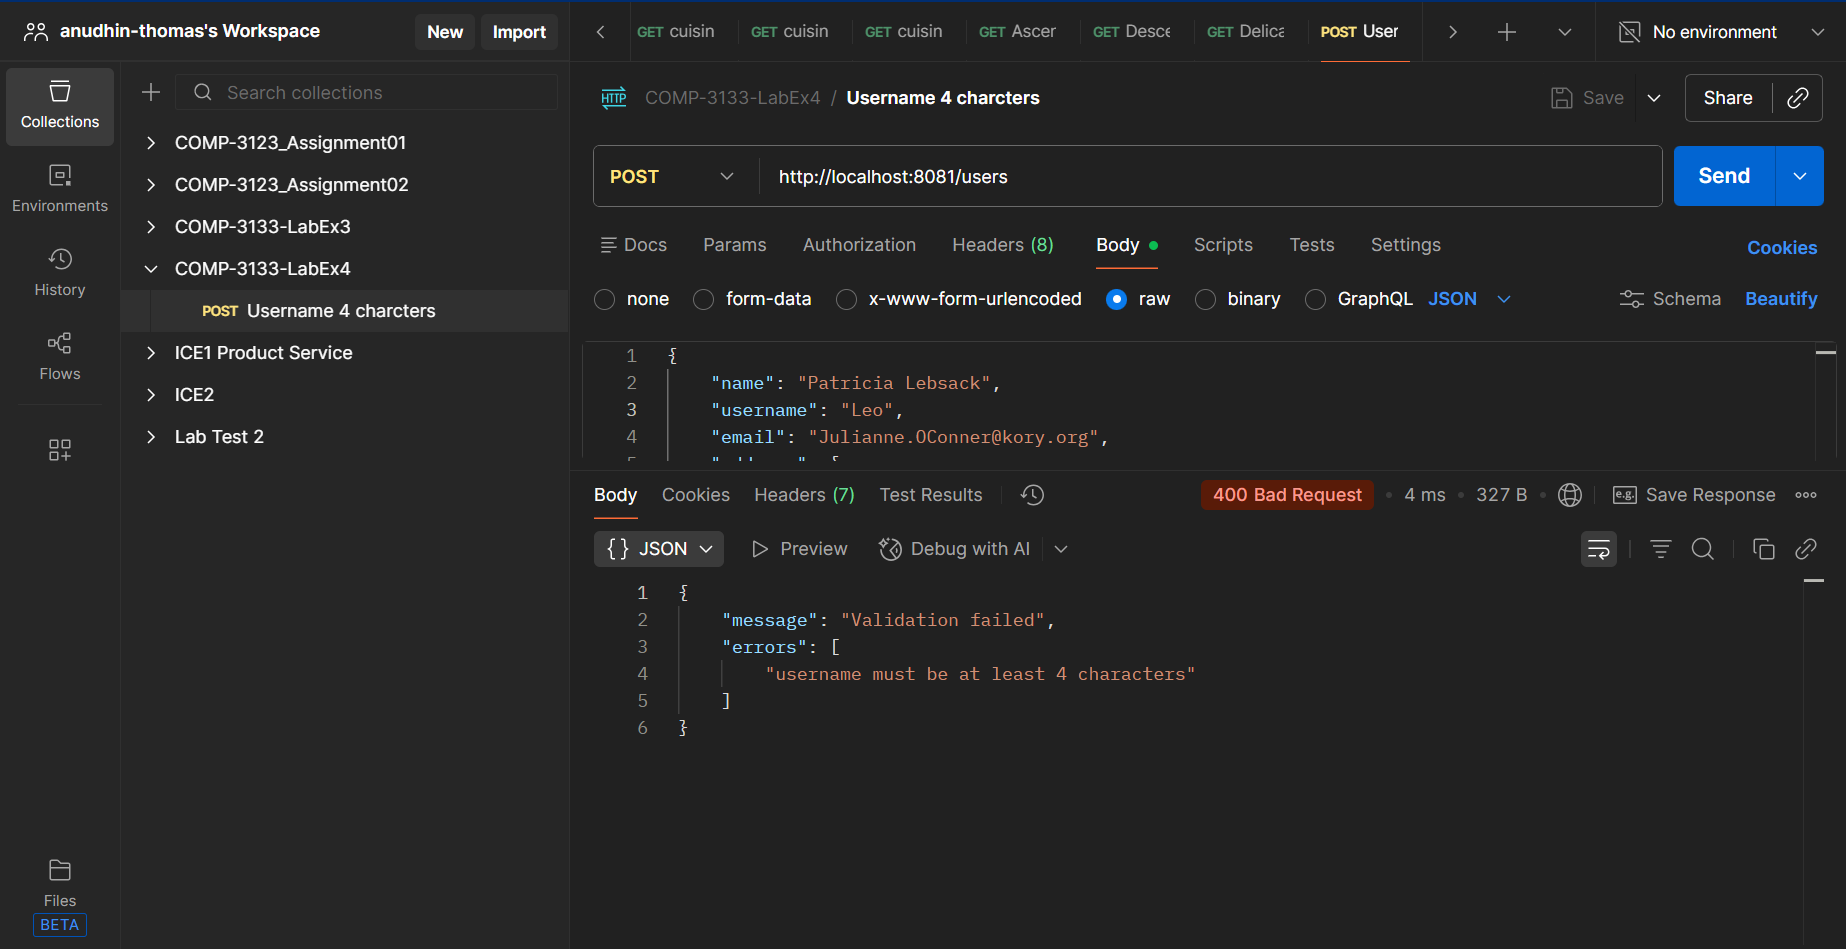 anudhin-thomas's Workspace
New
Import
GET cuisin
GET cuisin
GET cuisin
GET Ascer
GET Desce
GET Delica
POST User
No environment
Collections
Environments
History
Flows
Files
BETA
Search collections
COMP-3123_Assignment01
COMP-3123_Assignment02
COMP-3133-LabEx3
COMP-3133-LabEx4
POST Username 4 charcters
ICE1 Product Service
ICE2
Lab Test 2
HTTP COMP-3133-LabEx4 / Username 4 charcters
Save
Share
POST http://localhost:8081/users
Send
Docs Params Authorization Headers (8) Body Scripts Tests Settings
Cookies
none form-data x-www-form-urlencoded raw binary GraphQL JSON
Schema Beautify
1 {
2 "name": "Patricia Lebsack",
3 "username": "Leo",
4 "email": "Julianne.OConner@kory.org",
Body Cookies Headers (7) Test Results
400 Bad Request • 4 ms • 327 B •
e.g. Save Response
{} JSON Preview Debug with AI
1 {
2 "message": "Validation failed",
3 "errors": [
4 "username must be at least 4 characters"
5 ]
6 }